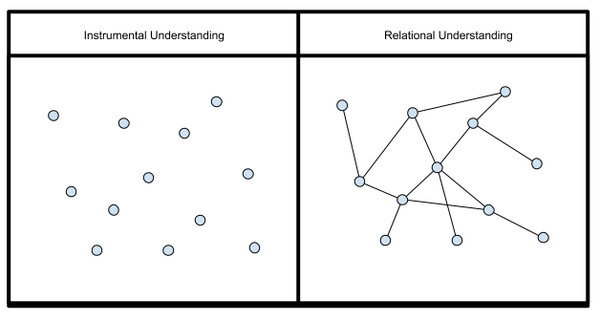 Instrumental Understanding
Relational Understanding